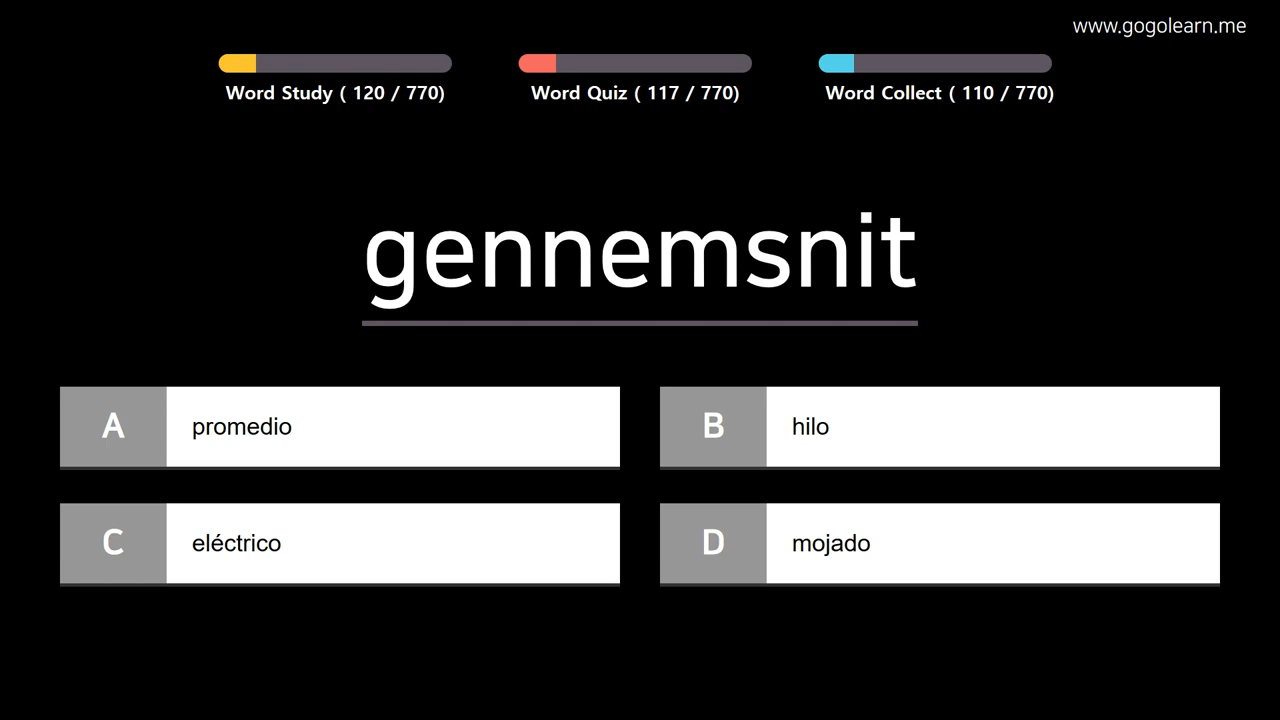 www.gogolearn.me
Word Study ( 120 / 770)
Word Quiz ( 117 / 770)
Word Collect ( 110 / 770)
gennemsnit
A promedio
B hilo
C eléctrico
D mojado